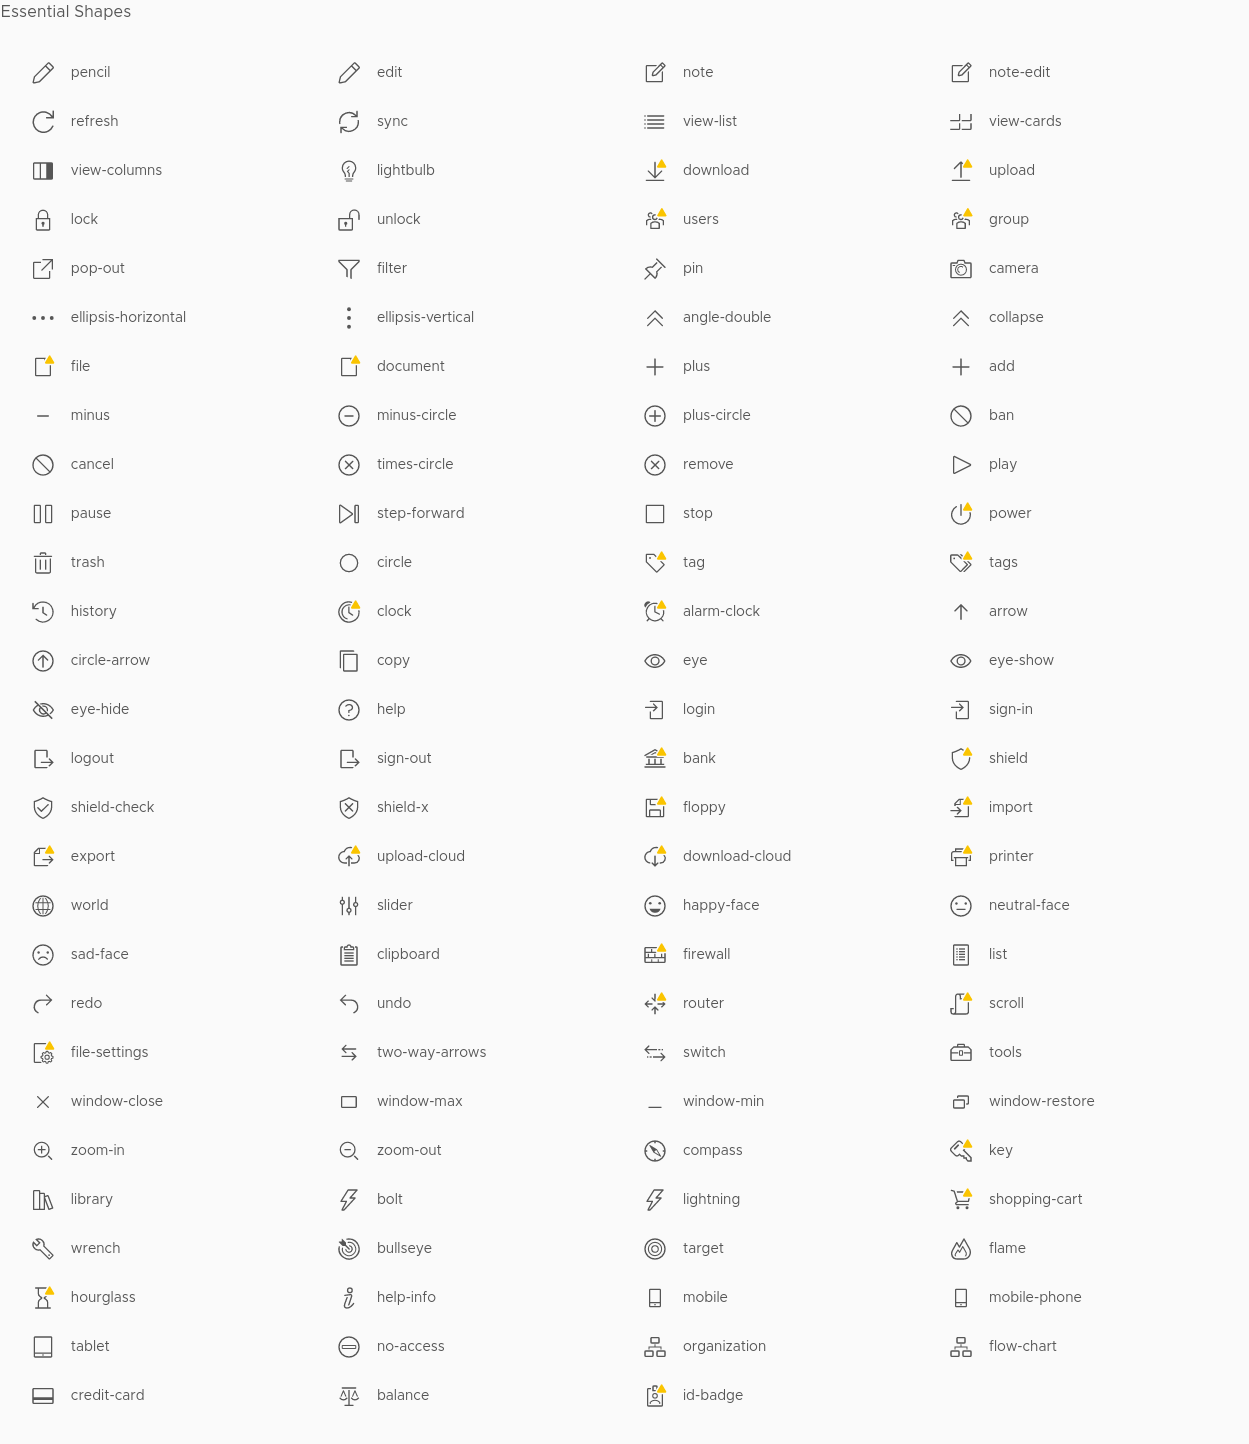 Essential Shapes
pencil edit note note-edit
refresh sync view-list view-cards
view-columns lightbulb download upload
lock unlock users group
pop-out filter pin camera
ellipsis-horizontal ellipsis-vertical angle-double collapse
file document plus add
minus minus-circle plus-circle ban
cancel times-circle remove play
pause step-forward stop power
trash circle tag tags
history clock alarm-clock arrow
circle-arrow copy eye eye-show
eye-hide help login sign-in
logout sign-out bank shield
shield-check shield-x floppy import
export upload-cloud download-cloud printer
world slider happy-face neutral-face
sad-face clipboard firewall list
redo undo router scroll
file-settings two-way-arrows switch tools
window-close window-max window-min window-restore
zoom-in zoom-out compass key
library bolt lightning shopping-cart
wrench bullseye target flame
hourglass help-info mobile mobile-phone
tablet no-access organization flow-chart
credit-card balance id-badge